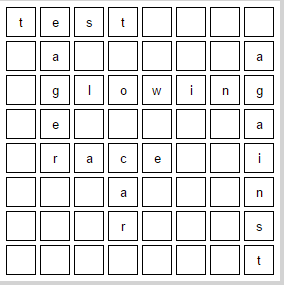 t e s t
a a
g l o w i n g
e a
r a c e i
a n
r s
t